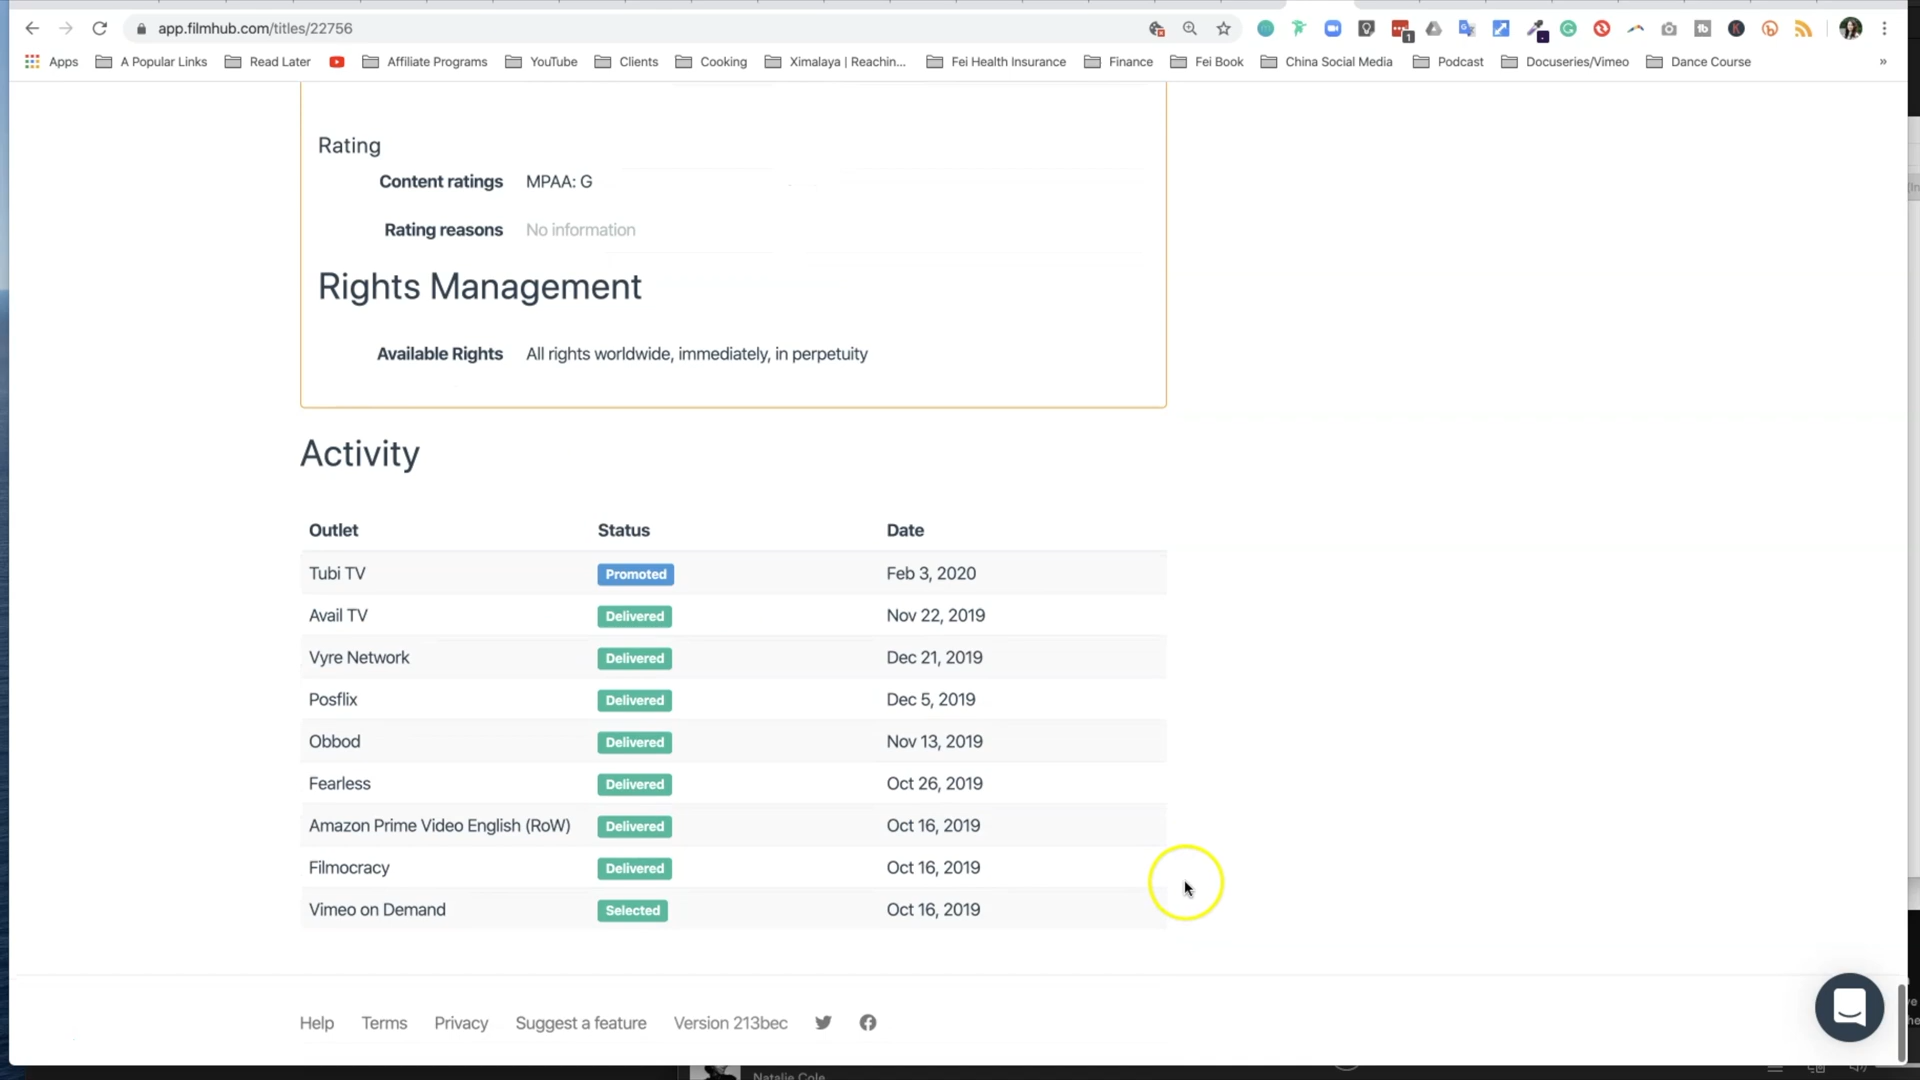 app.filmhub.com/titles/22756
Apps A Popular Links Read Later Affiliate Programs YouTube Clients Cooking Ximalaya | Reachin... Fei Health Insurance Finance Fei Book China Social Media Podcast Docuseries/Vimeo Dance Course »
Rating
Content ratings MPAA: G
Rating reasons No information
Rights Management
Available Rights All rights worldwide, immediately, in perpetuity
Activity
Outlet Status Date
Tubi TV Promoted Feb 3, 2020
Avail TV Delivered Nov 22, 2019
Vyre Network Delivered Dec 21, 2019
Posflix Delivered Dec 5, 2019
Obbod Delivered Nov 13, 2019
Fearless Delivered Oct 26, 2019
Amazon Prime Video English (RoW) Delivered Oct 16, 2019
Filmocracy Delivered Oct 16, 2019
Vimeo on Demand Selected Oct 16, 2019
Help Terms Privacy Suggest a feature Version 213bec
Natalie Cole